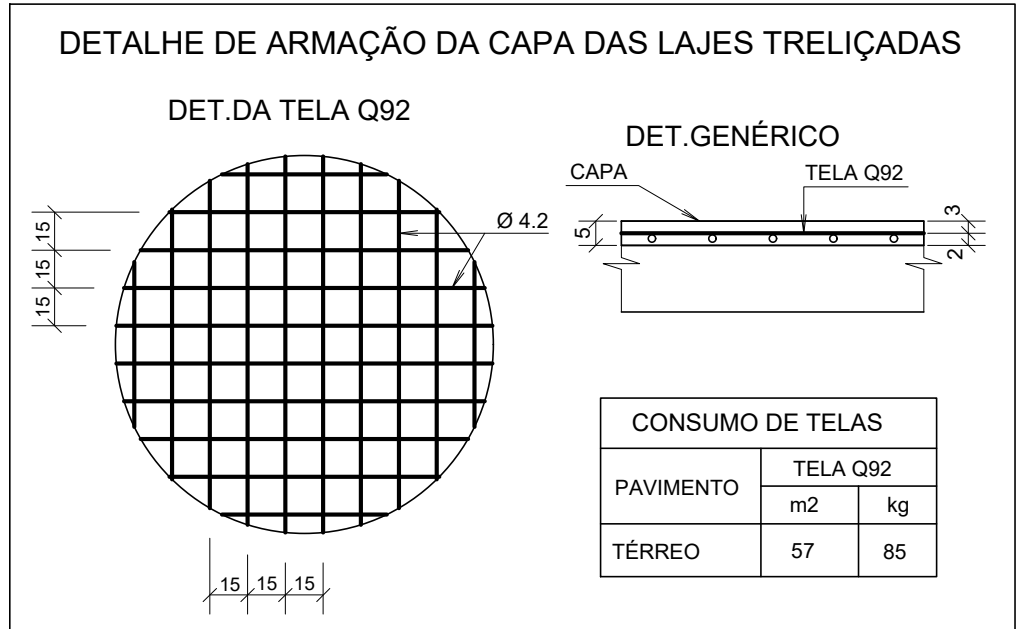 DETALHE DE ARMAÇÃO DA CAPA DAS LAJES TRELIÇADAS
DET.DA TELA Q92
15
15
15
Ø 4.2
15 15 15
DET.GENÉRICO
CAPA
TELA Q92
5
3
2
CONSUMO DE TELAS
PAVIMENTO
TELA Q92
m2 kg
TÉRREO 57 85